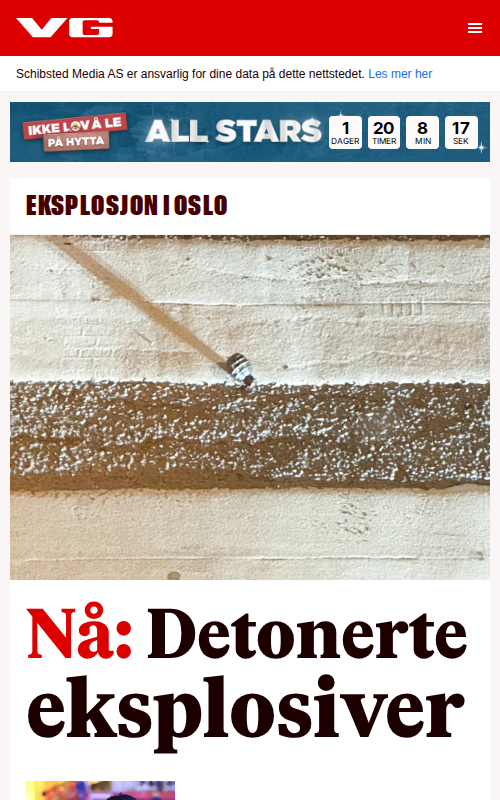 VG
Schibsted Media AS er ansvarlig for dine data på dette nettstedet. Les mer her
IKKE LOV Å LE
PÅ HYTTA
ALL STARS
1 20 8 17
DAGER TIMER MIN SEK
EKSPLOSJON I OSLO
Nå: Detonerte
eksplosiver